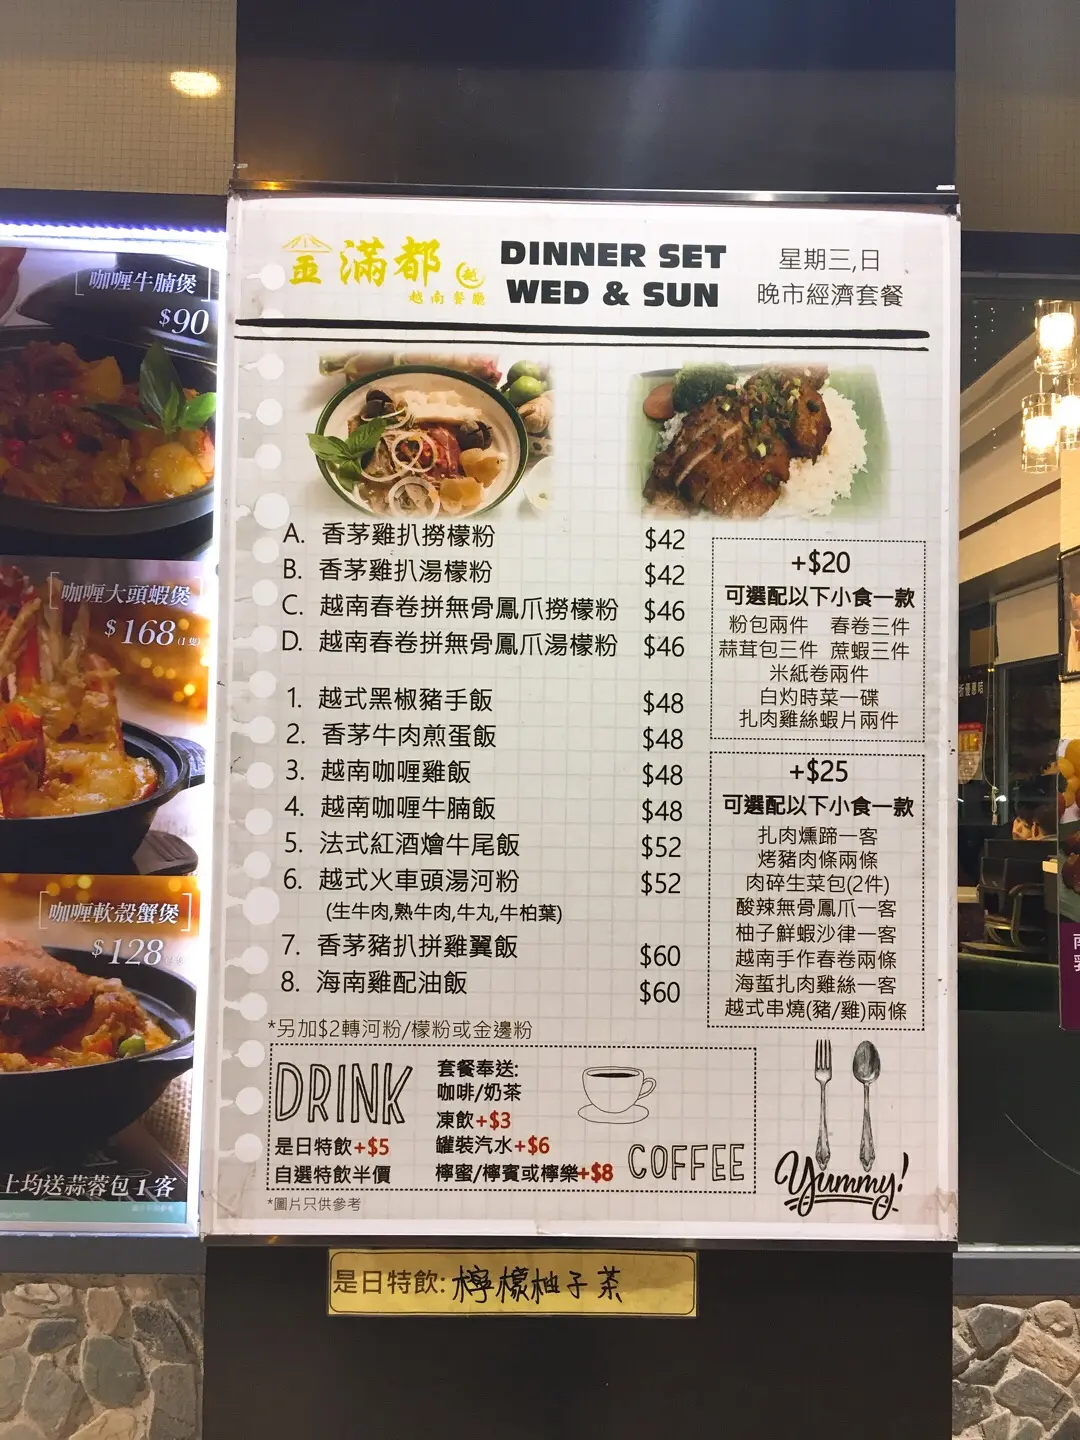 咖喱牛腩煲
$90
咖喱大頭蝦煲
$168
咖喱軟殼蟹煲
$128
上均送蒜蓉包1客
金滿都 越
越南餐廳
DINNER SET
WED & SUN
星期三,日
晚市經濟套餐
A. 香茅雞扒撈檬粉 $42
B. 香茅雞扒湯檬粉 $42
C. 越南春卷拼無骨鳳爪撈檬粉 $46
D. 越南春卷拼無骨鳳爪湯檬粉 $46
1. 越式黑椒豬手飯 $48
2. 香茅牛肉煎蛋飯 $48
3. 越南咖喱雞飯 $48
4. 越南咖喱牛腩飯 $48
5. 法式紅酒燴牛尾飯 $52
6. 越式火車頭湯河粉 $52
(生牛肉,熟牛肉,牛丸,牛柏葉)
7. 香茅豬扒拼雞翼飯 $60
8. 海南雞配油飯 $60
*另加$2轉河粉/檬粉或金邊粉
+$20
可選配以下小食一款
粉包兩件 春卷三件
蒜茸包三件 蔗蝦三件
米紙卷兩件
白灼時菜一碟
扎肉雞絲蝦片兩件
+$25
可選配以下小食一款
扎肉燻蹄一客
烤豬肉條兩條
肉碎生菜包(2件)
酸辣無骨鳳爪一客
柚子鮮蝦沙律一客
越南手作春卷兩條
海蜇扎肉雞絲一客
越式串燒(豬/雞)兩條
DRINK
是日特飲+$5
自選特飲半價
套餐奉送:
咖啡/奶茶
凍飲+$3
罐裝汽水+$6
檸蜜/檸賓或檸樂+$8
COFFEE
Yummy!
*圖片只供參考
是日特飲:檸檬柚子茶